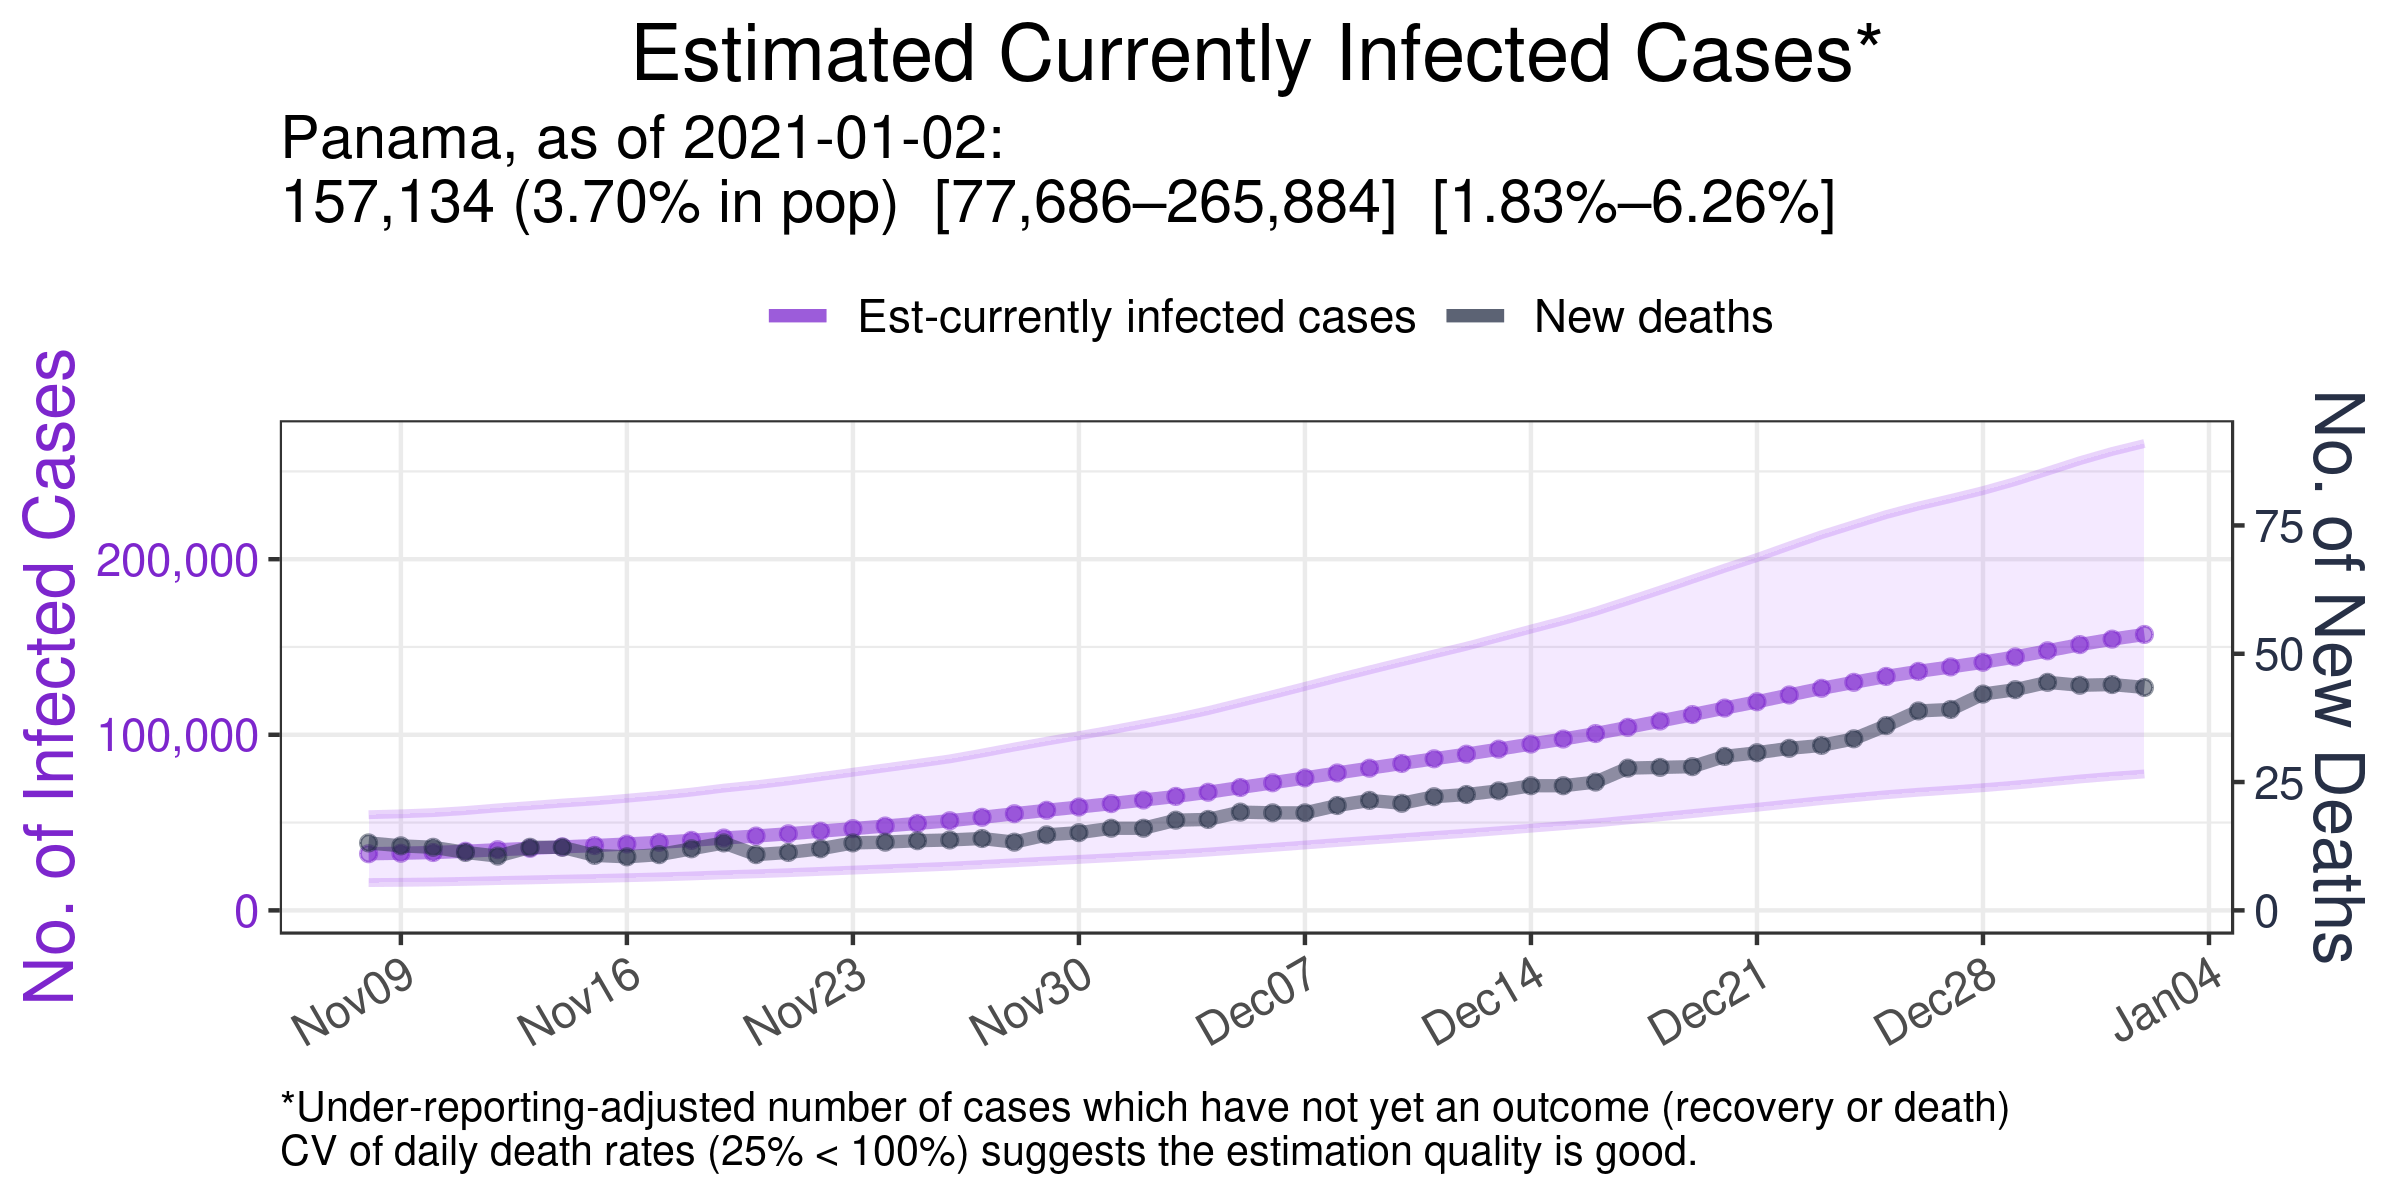 Estimated Currently Infected Cases*
Panama, as of 2021-01-02:
157,134 (3.70% in pop)  [77,686–265,884]  [1.83%–6.26%]
Est-currently infected cases
New deaths
No. of Infected Cases
200,000
100,000
0
No. of New Deaths
75
50
25
0
Nov09
Nov16
Nov23
Nov30
Dec07
Dec14
Dec21
Dec28
Jan04
*Under-reporting-adjusted number of cases which have not yet an outcome (recovery or death)
CV of daily death rates (25% < 100%) suggests the estimation quality is good.